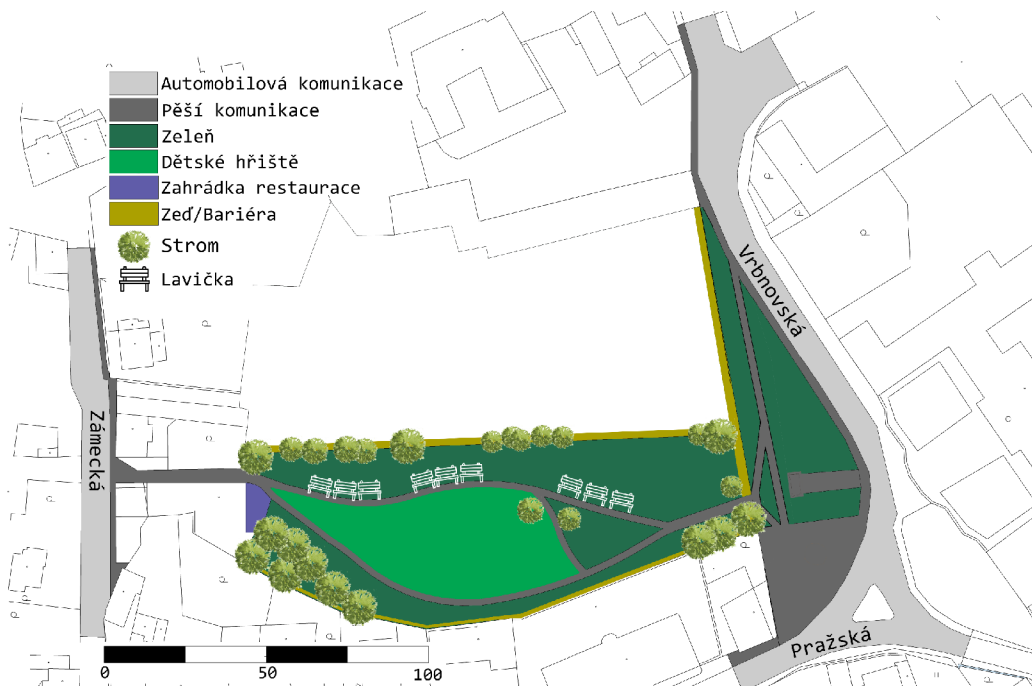 Automobilová komunikace
Pěší komunikace
Zeleň
Dětské hřiště
Zahrádka restaurace
Zeď/Bariéra
Strom
Lavička
Vrbnovská
Zámecká
Pražská
0 50 100